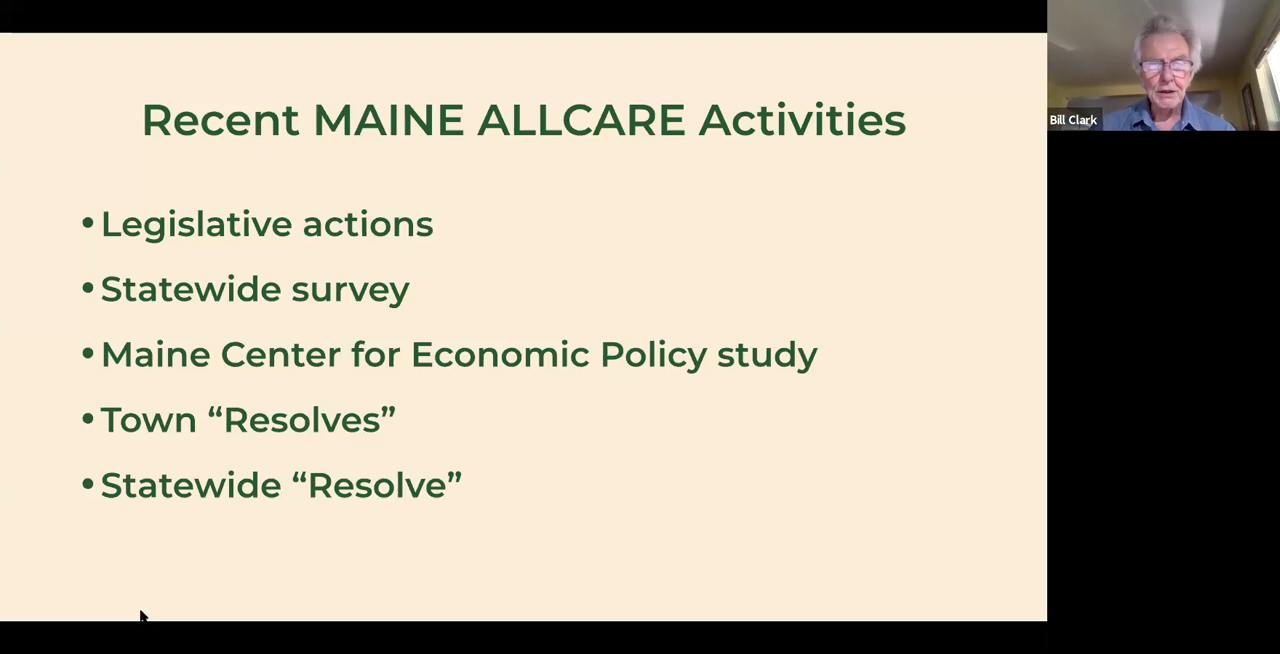 Recent MAINE ALLCARE Activities
• Legislative actions
• Statewide survey
• Maine Center for Economic Policy study
• Town “Resolves”
• Statewide “Resolve”
Bill Clark